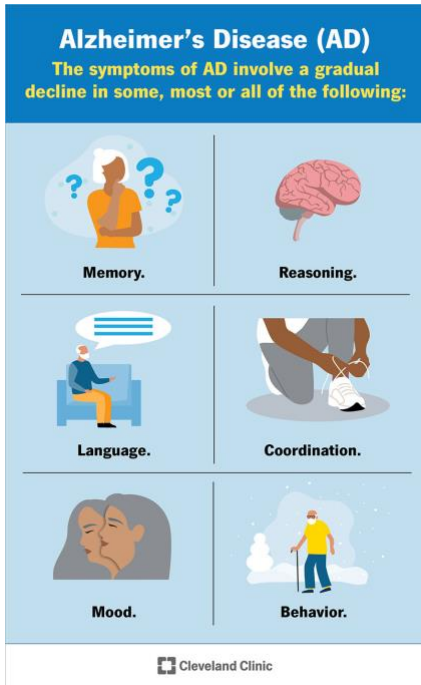 Alzheimer's Disease (AD)
The symptoms of AD involve a gradual
decline in some, most or all of the following:
? ? ?
Memory.
Reasoning.
Language.
Coordination.
Mood.
Behavior.
Cleveland Clinic